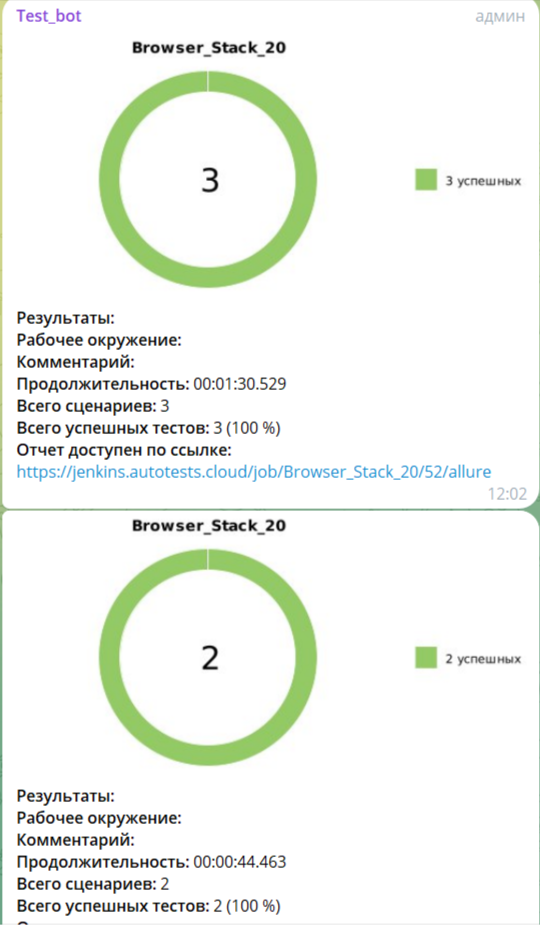 Test_bot админ
Browser_Stack_20
3
3 успешных
Результаты:
Рабочее окружение:
Комментарий:
Продолжительность: 00:01:30.529
Всего сценариев: 3
Всего успешных тестов: 3 (100 %)
Отчет доступен по ссылке:
https://jenkins.autotests.cloud/job/Browser_Stack_20/52/allure
12:02
Browser_Stack_20
2
2 успешных
Результаты:
Рабочее окружение:
Комментарий:
Продолжительность: 00:00:44.463
Всего сценариев: 2
Всего успешных тестов: 2 (100 %)